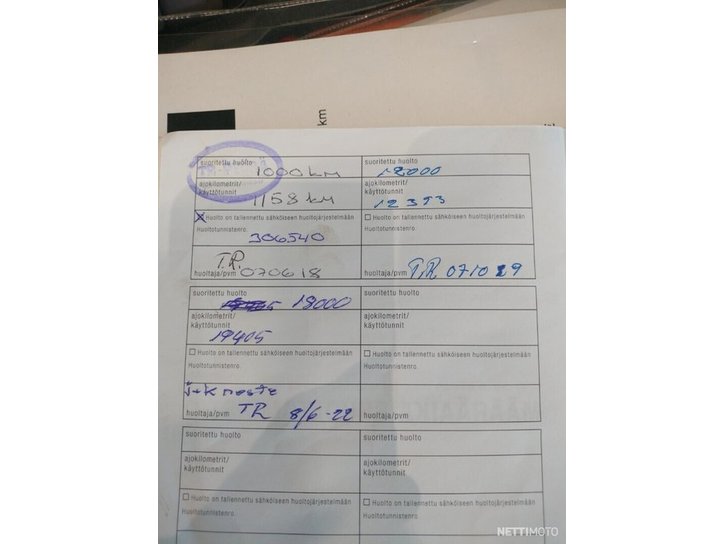 km
suoritettu huolto
1000 km
suoritettu huolto
12000
ajokilometrit/
käyttötunnit
1158 km
ajokilometrit/
käyttötunnit
12393
☒ Huolto on tallennettu sähköiseen huoltojärjestelmään
Huoltotunnistenro.
306540
☐ Huolto on tallennettu sähköiseen huoltojärjestelmään
Huoltotunnistenro.
huoltaja/pvm T.R. 070618
huoltaja/pvm T.R 0710
suoritettu huolto
18000
suoritettu huolto
ajokilometrit/
käyttötunnit
19405
ajokilometrit/
käyttötunnit
☐ Huolto on tallennettu sähköiseen huoltojärjestelmään
Huoltotunnistenro.
☐ Huolto on tallennettu sähköiseen huoltojärjestelmään
Huoltotunnistenro.
J+K neste
huoltaja/pvm TR 8/6-22
huoltaja/pvm
suoritettu huolto
suoritettu huolto
ajokilometrit/
käyttötunnit
ajokilometrit/
käyttötunnit
☐ Huolto on tallennettu sähköiseen huoltojärjestelmään
Huoltotunnistenro.
☐ Huolto on tallennettu sähköiseen huoltojärjestelmään
Huoltotunnistenro.
NETTIMOTO